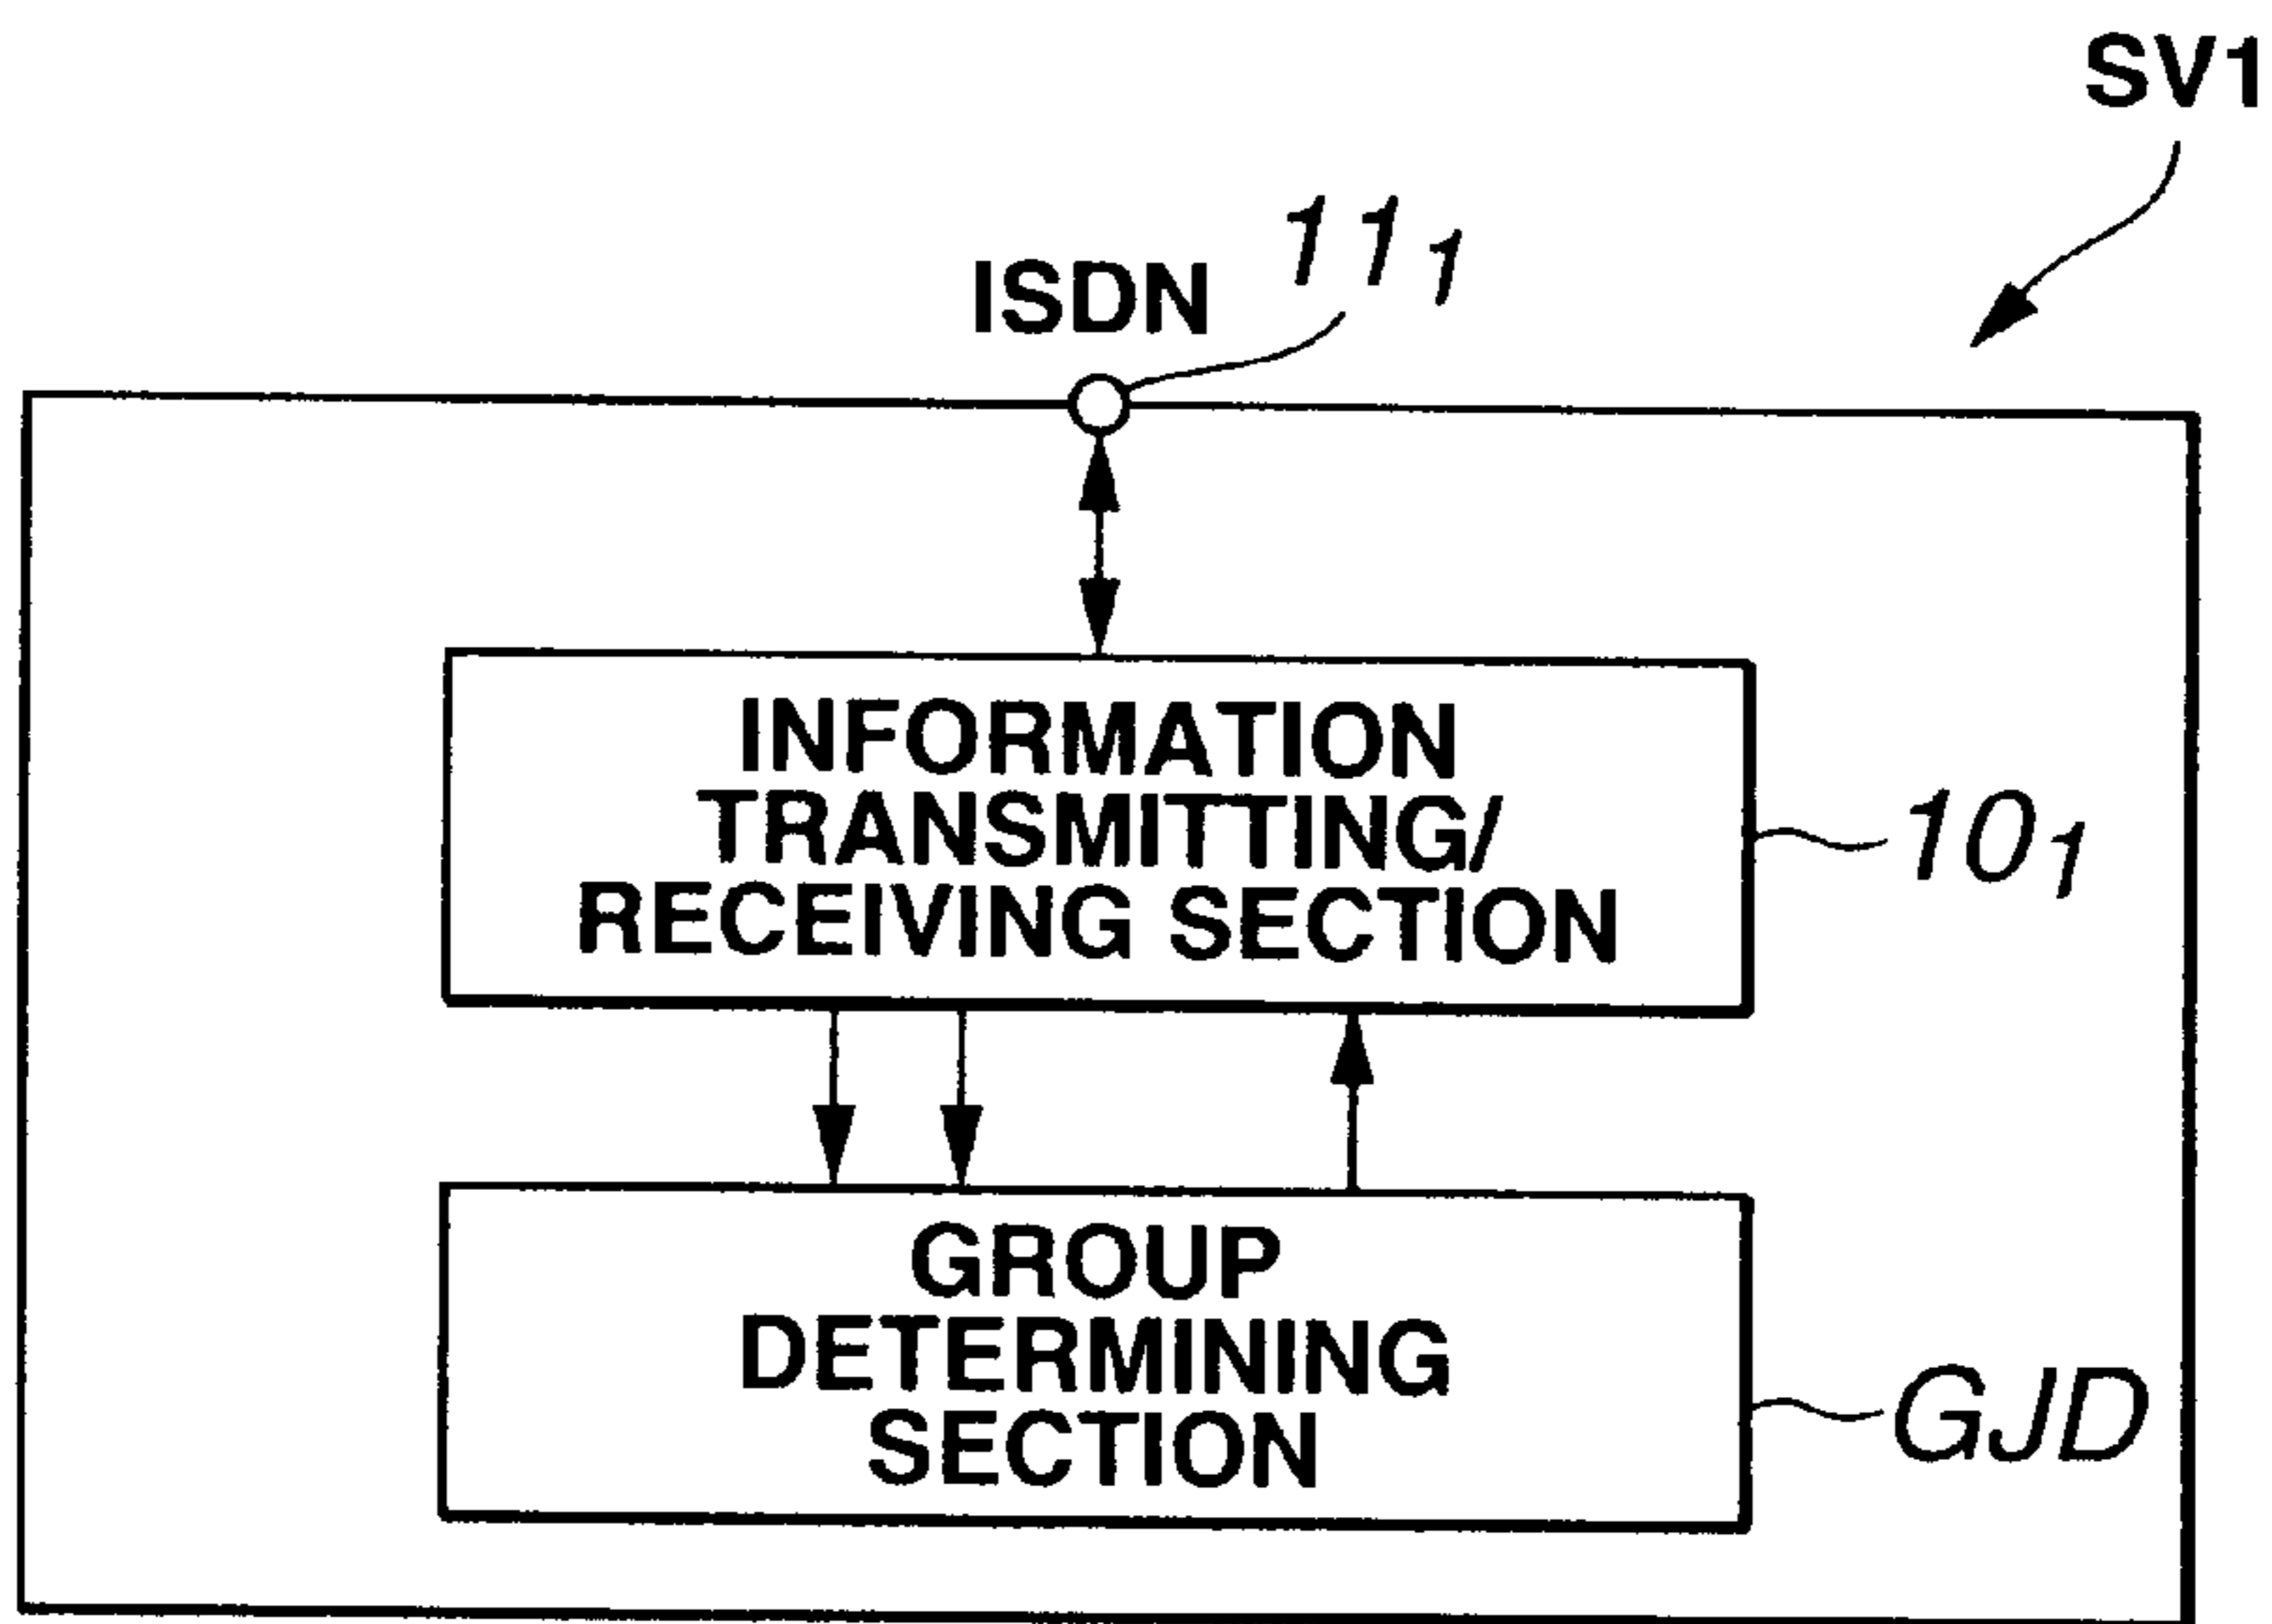 SV1
ISDN
11₁
INFORMATION
TRANSMITTING/
RECEIVING SECTION
10₁
GROUP
DETERMINING
SECTION
GJD